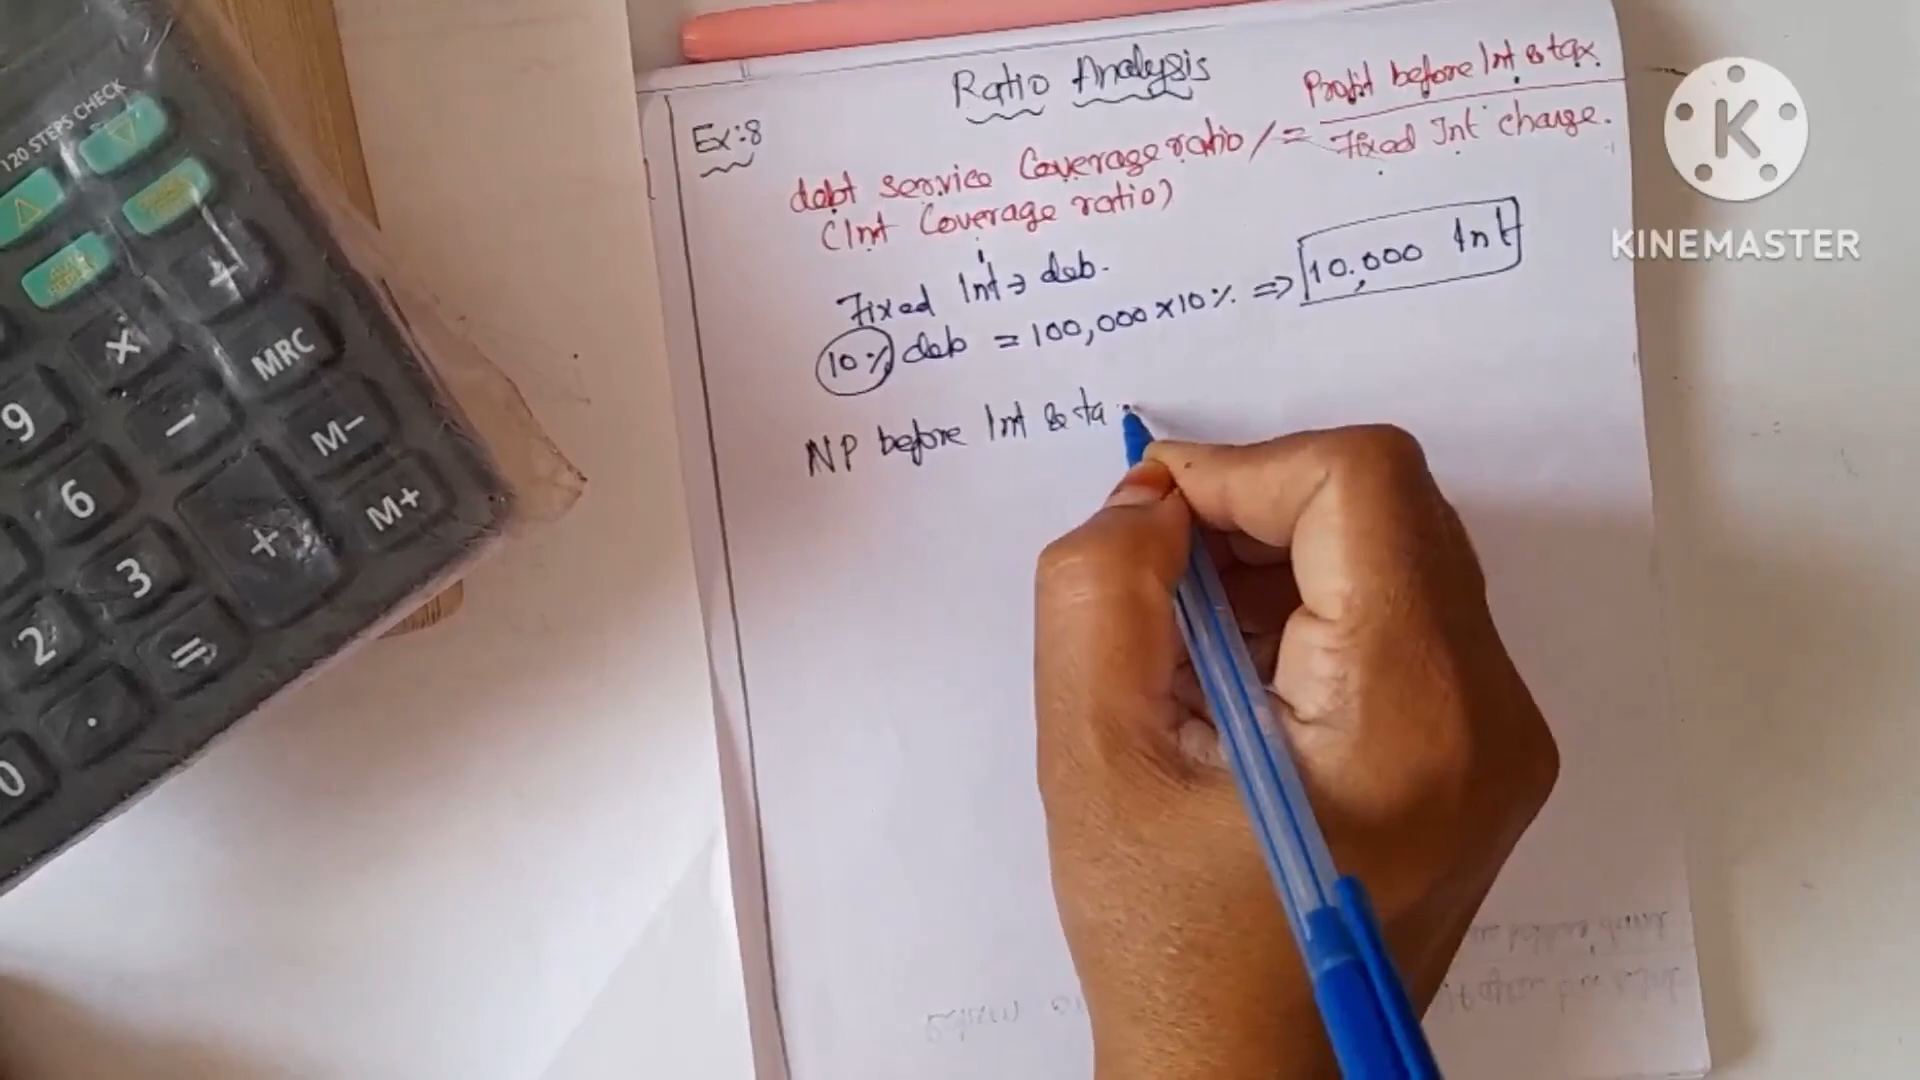 Ratio Analysis
Ex:8
debt service Coverage ratio / = Profit before Int & tax
Fixed Int charge.
(Int Coverage ratio)
Fixed Int → deb.
10% deb = 100,000 × 10% ⇒ 10,000 Int
NP before Int & ta
K
KINEMASTER
120 STEPS CHECK
MRC
×
9
−
M−
6
+
M+
3
2
=
.
0